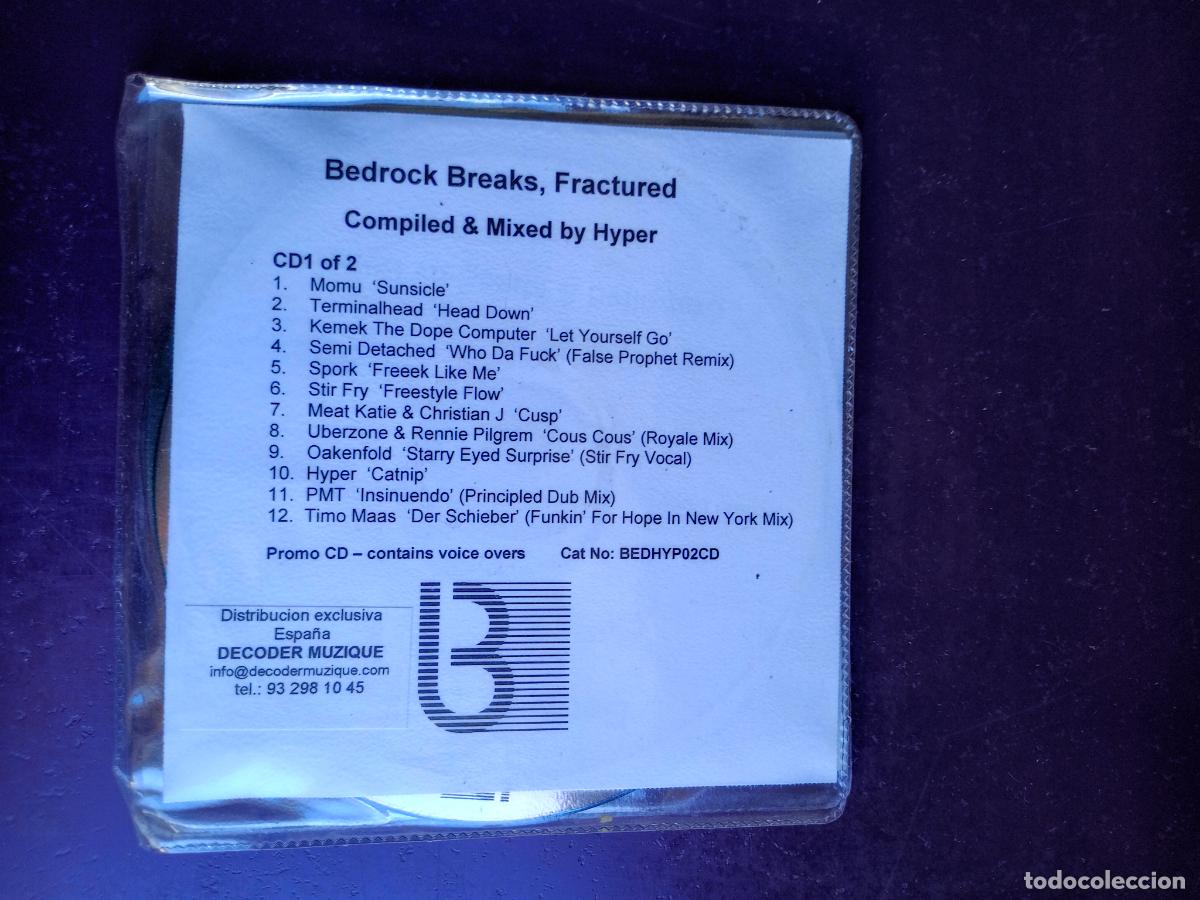 Bedrock Breaks, Fractured
Compiled & Mixed by Hyper
CD1 of 2
1. Momu ‘Sunsicle’
2. Terminalhead ‘Head Down’
3. Kemek The Dope Computer ‘Let Yourself Go’
4. Semi Detached ‘Who Da Fuck’ (False Prophet Remix)
5. Spork ‘Freeek Like Me’
6. Stir Fry ‘Freestyle Flow’
7. Meat Katie & Christian J ‘Cusp’
8. Uberzone & Rennie Pilgrem ‘Cous Cous’ (Royale Mix)
9. Oakenfold ‘Starry Eyed Surprise’ (Stir Fry Vocal)
10. Hyper ‘Catnip’
11. PMT ‘Insinuendo’ (Principled Dub Mix)
12. Timo Maas ‘Der Schieber’ (Funkin’ For Hope In New York Mix)
Promo CD – contains voice overs Cat No: BEDHYP02CD
Distribucion exclusiva
España
DECODER MUZIQUE
info@decodermuzique.com
tel.: 93 298 10 45
B
todocoleccion